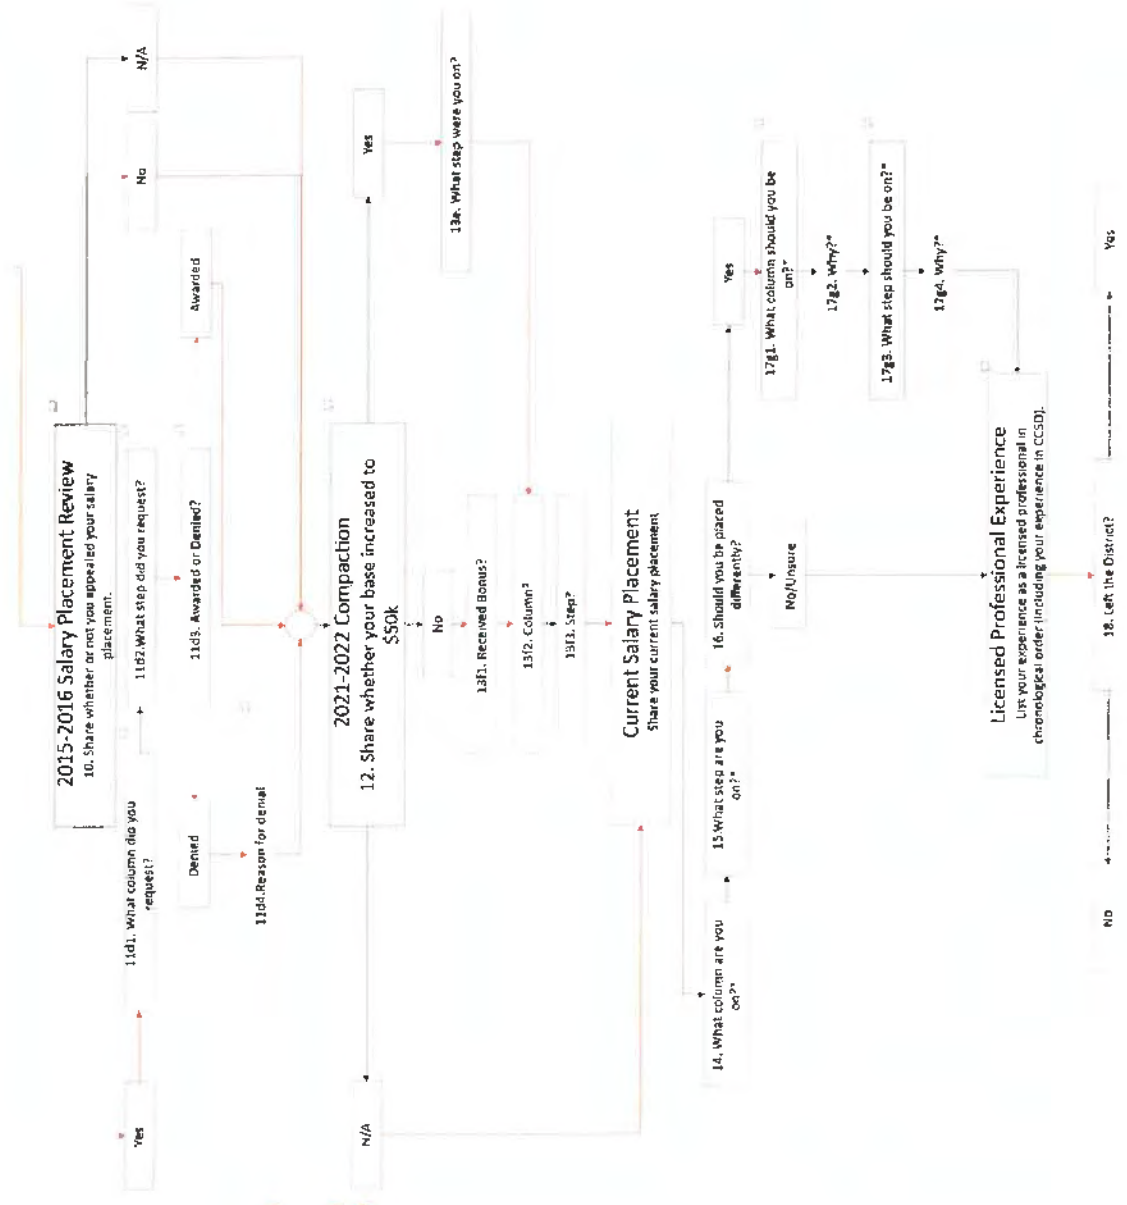 2015-2016 Salary Placement Review
10. Share whether or not you appealed your salary
placement.
N/A
No
Yes
11d1. What column did you
request?
11d2.What step did you request?
11d3. Awarded or Denied?
Awarded
Denied
11d4.Reason for denial
2021-2022 Compaction
12. Share whether your base increased to
$50k
N/A
No
Yes
13a. What step were you on?
13f1. Received Bonus?
13f2. Column?
13f3. Step?
Current Salary Placement
Share your current salary placement
14. What column are you
on?*
15.What step are you
on?*
16. Should you be placed
differently?
No/Unsure
Yes
17g1. What column should you be
on?*
17g2. Why?*
17g3. What step should you be on?*
17g4. Why?*
Licensed Professional Experience
List your experience as a licensed professional in
chronological order (including your experience in CCSD).
18. Left the District?
No
Yes